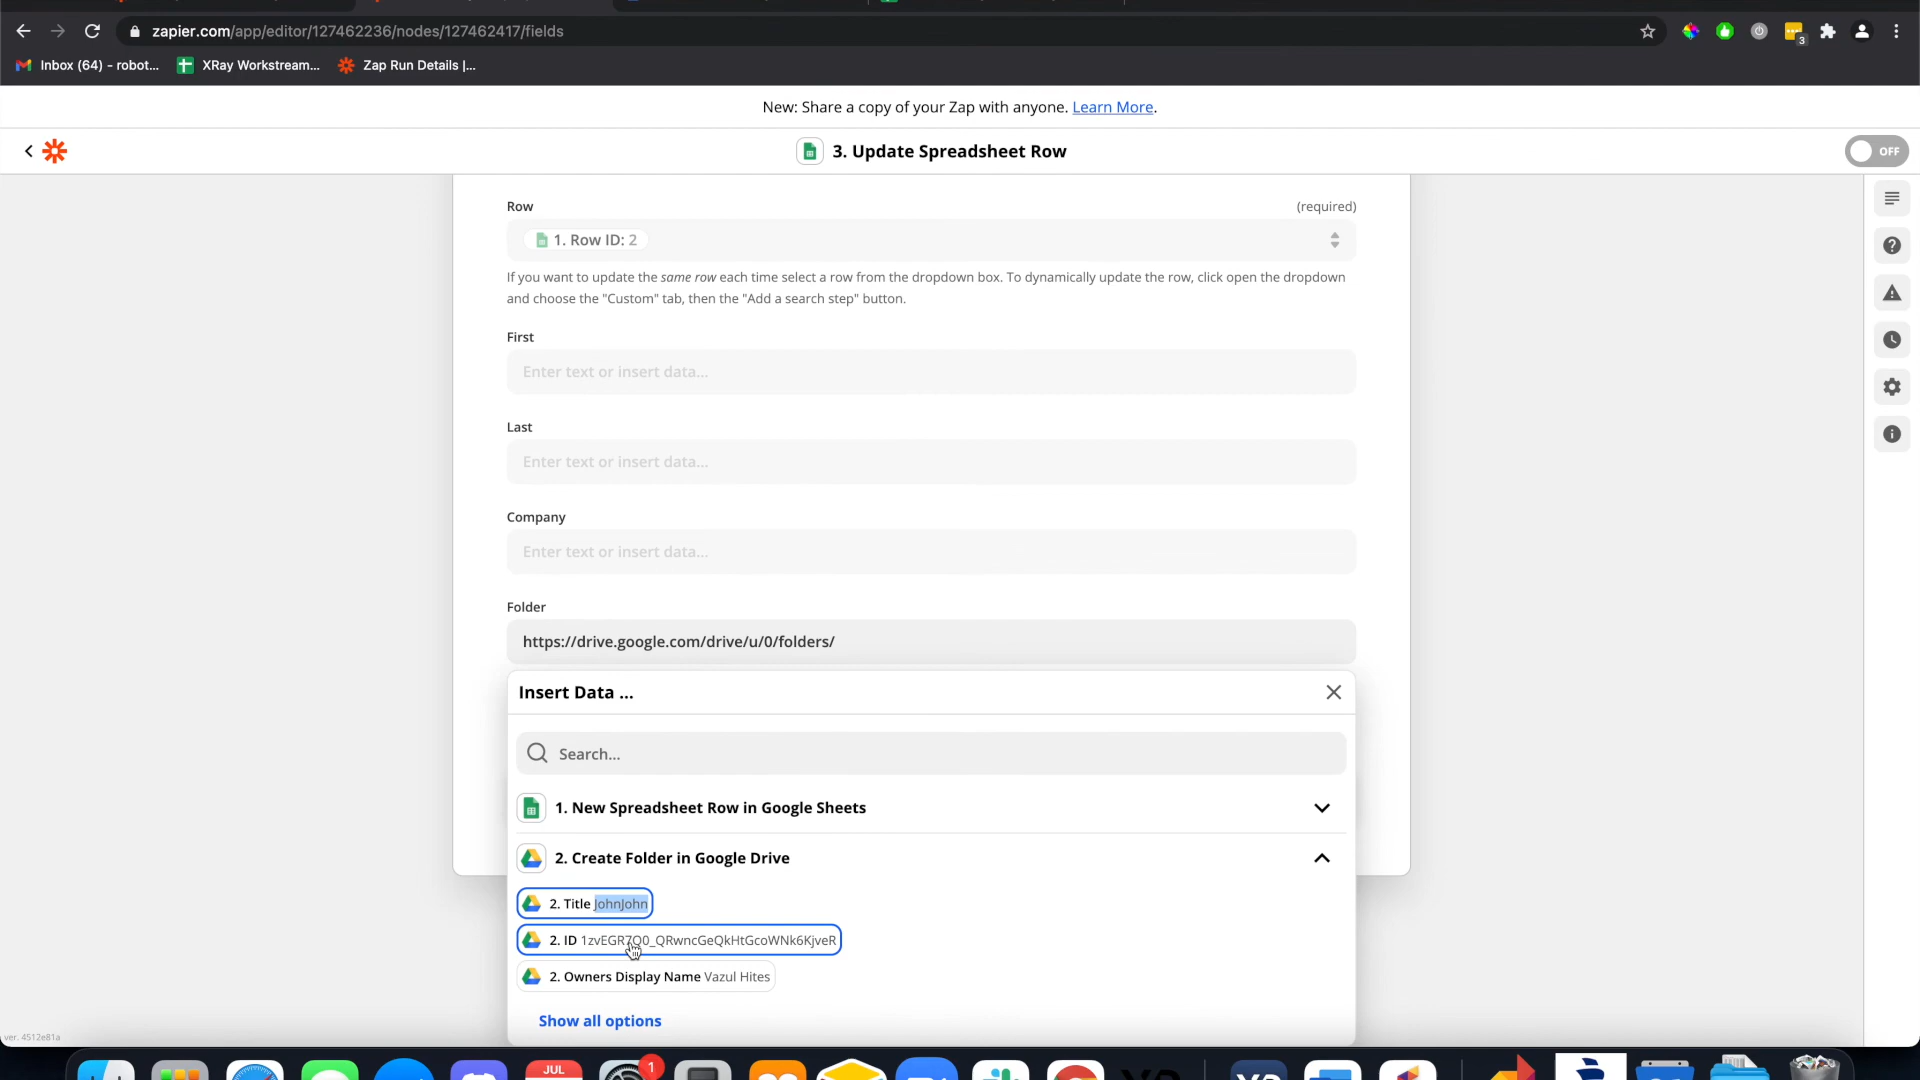 zapier.com/app/editor/127462236/nodes/127462417/fields
3
Inbox (64) - robot...
XRay Workstream...
Zap Run Details |...
New: Share a copy of your Zap with anyone. Learn More.
3. Update Spreadsheet Row
OFF
Row
(required)
1. Row ID: 2
If you want to update the same row each time select a row from the dropdown box. To dynamically update the row, click open the dropdown
and choose the "Custom" tab, then the "Add a search step" button.
First
Enter text or insert data...
Last
Enter text or insert data...
Company
Enter text or insert data...
Folder
https://drive.google.com/drive/u/0/folders/
Insert Data ...
Search...
1. New Spreadsheet Row in Google Sheets
2. Create Folder in Google Drive
2. Title JohnJohn
2. ID 1zvEGR7Q0_QRwncGeQkHtGcoWNk6KjveR
2. Owners Display Name Vazul Hites
Show all options
ver. 4512e81a
JUL
1